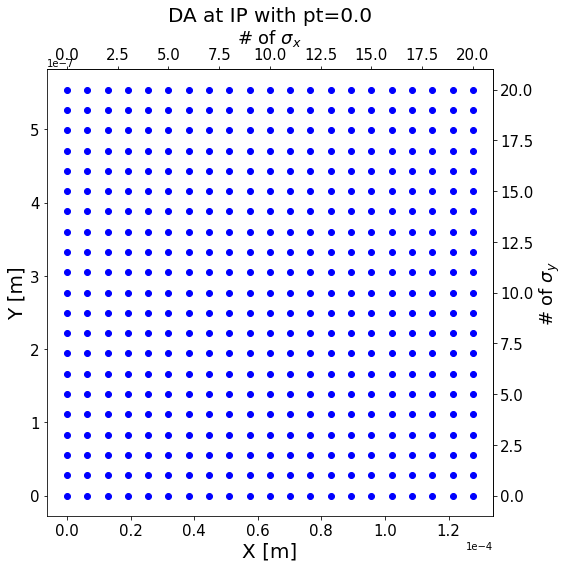 DA at IP with pt=0.0
# of σx
0.0 2.5 5.0 7.5 10.0 12.5 15.0 17.5 20.0
1e−7
5
4
3
2
1
0
Y [m]
20.0
17.5
15.0
12.5
10.0
7.5
5.0
2.5
0.0
# of σy
0.0 0.2 0.4 0.6 0.8 1.0 1.2
1e−4
X [m]